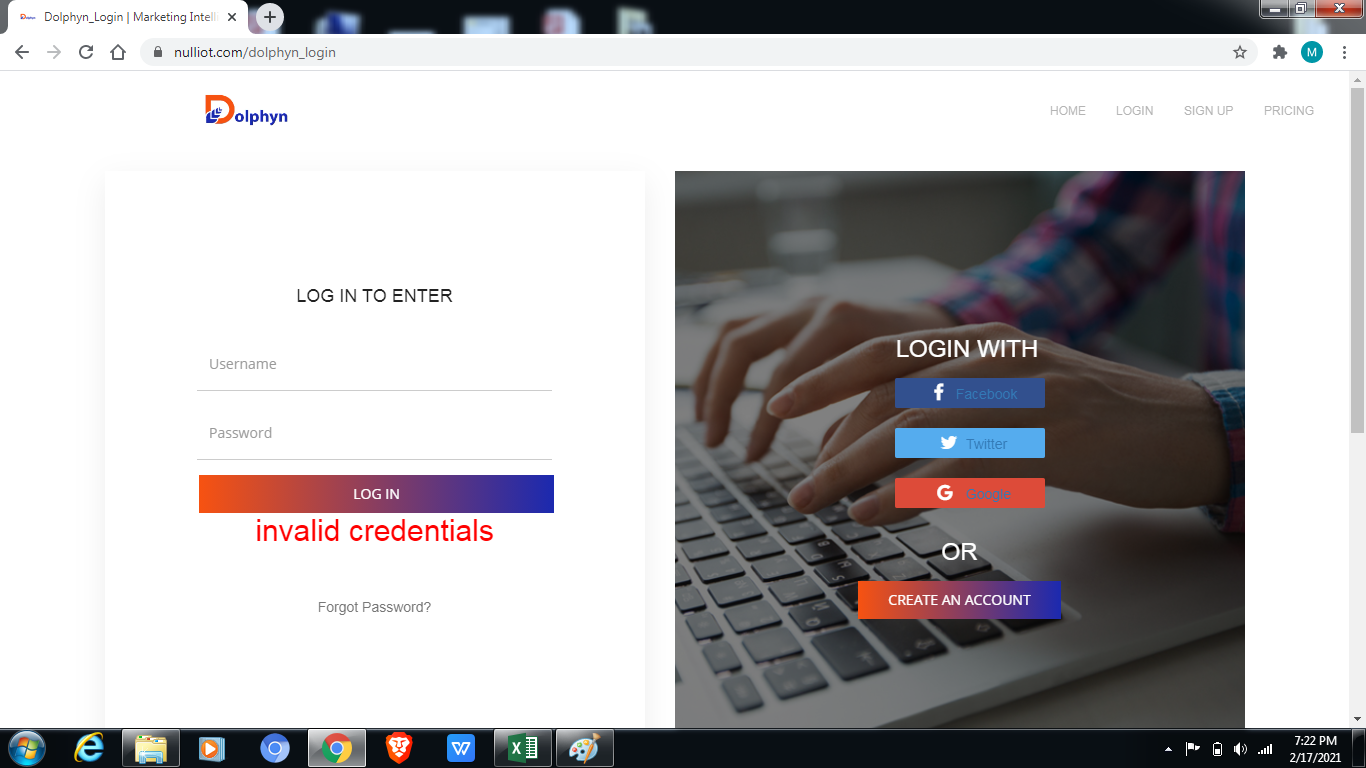 Dolphyn_Login | Marketing Intelli
nulliot.com/dolphyn_login
M
Dolphyn
HOME
LOGIN
SIGN UP
PRICING
LOG IN TO ENTER
Username
Password
LOG IN
invalid credentials
Forgot Password?
LOGIN WITH
Facebook
Twitter
Google
OR
CREATE AN ACCOUNT
7:22 PM
2/17/2021